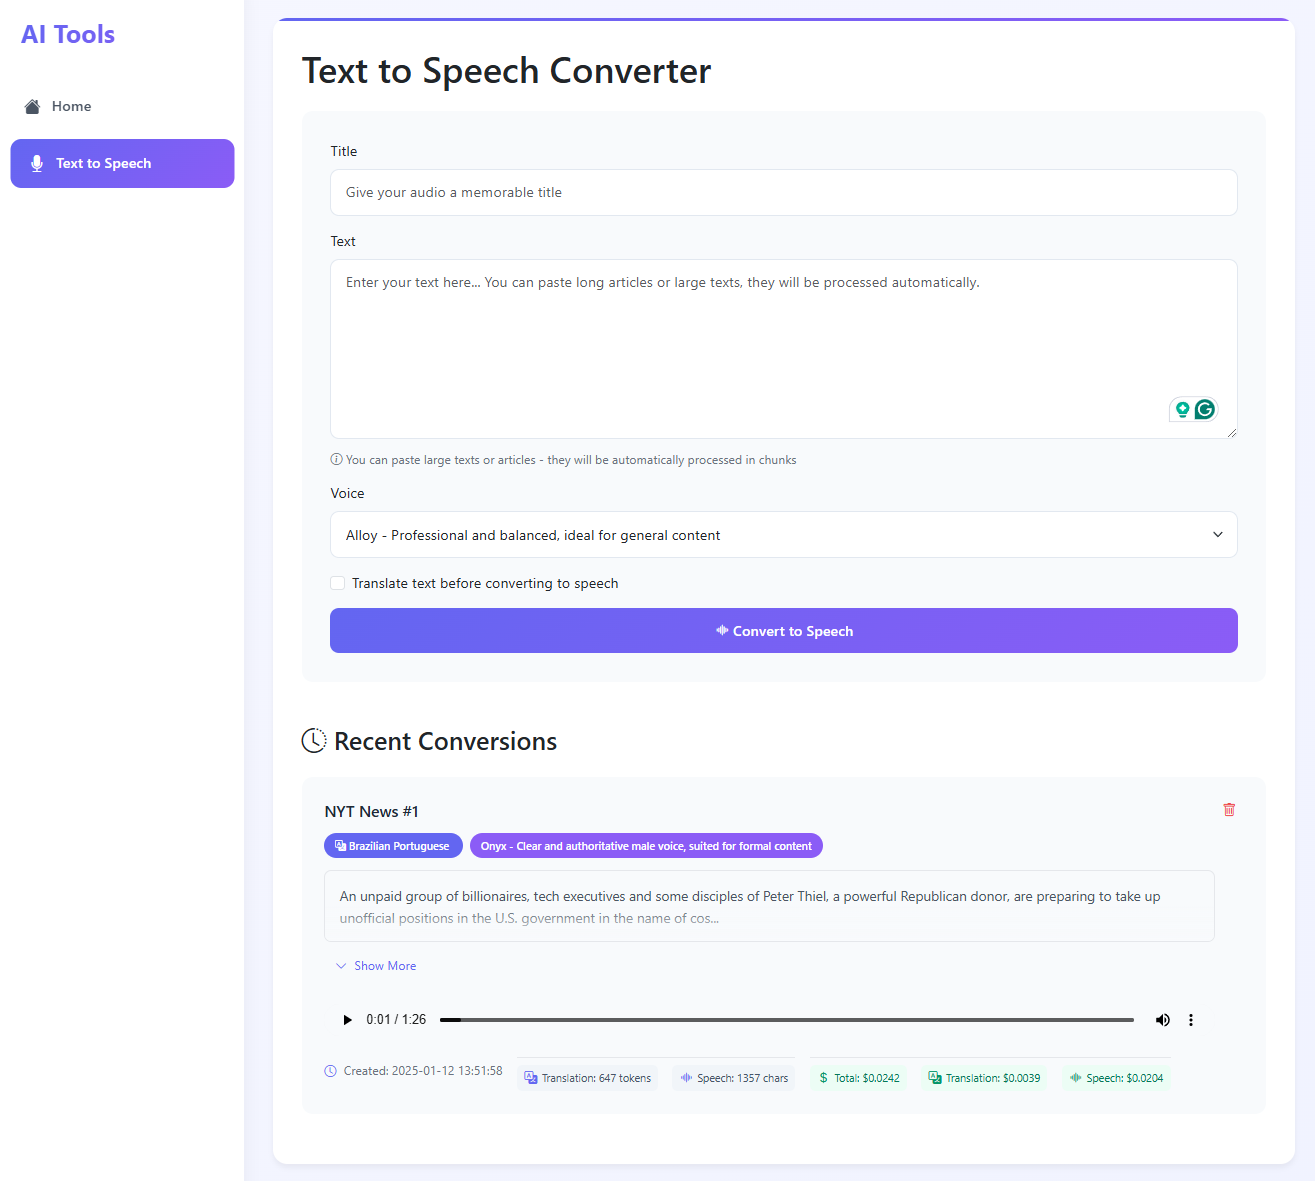 AI Tools
Home
Text to Speech
Text to Speech Converter
Title
Give your audio a memorable title
Text
Enter your text here... You can paste long articles or large texts, they will be processed automatically.
You can paste large texts or articles - they will be automatically processed in chunks
Voice
Alloy - Professional and balanced, ideal for general content
Translate text before converting to speech
Convert to Speech
Recent Conversions
NYT News #1
Brazilian Portuguese
Onyx - Clear and authoritative male voice, suited for formal content
An unpaid group of billionaires, tech executives and some disciples of Peter Thiel, a powerful Republican donor, are preparing to take up
unofficial positions in the U.S. government in the name of cos...
Show More
0:01 / 1:26
Created: 2025-01-12 13:51:58
Translation: 647 tokens
Speech: 1357 chars
$ Total: $0.0242
Translation: $0.0039
Speech: $0.0204